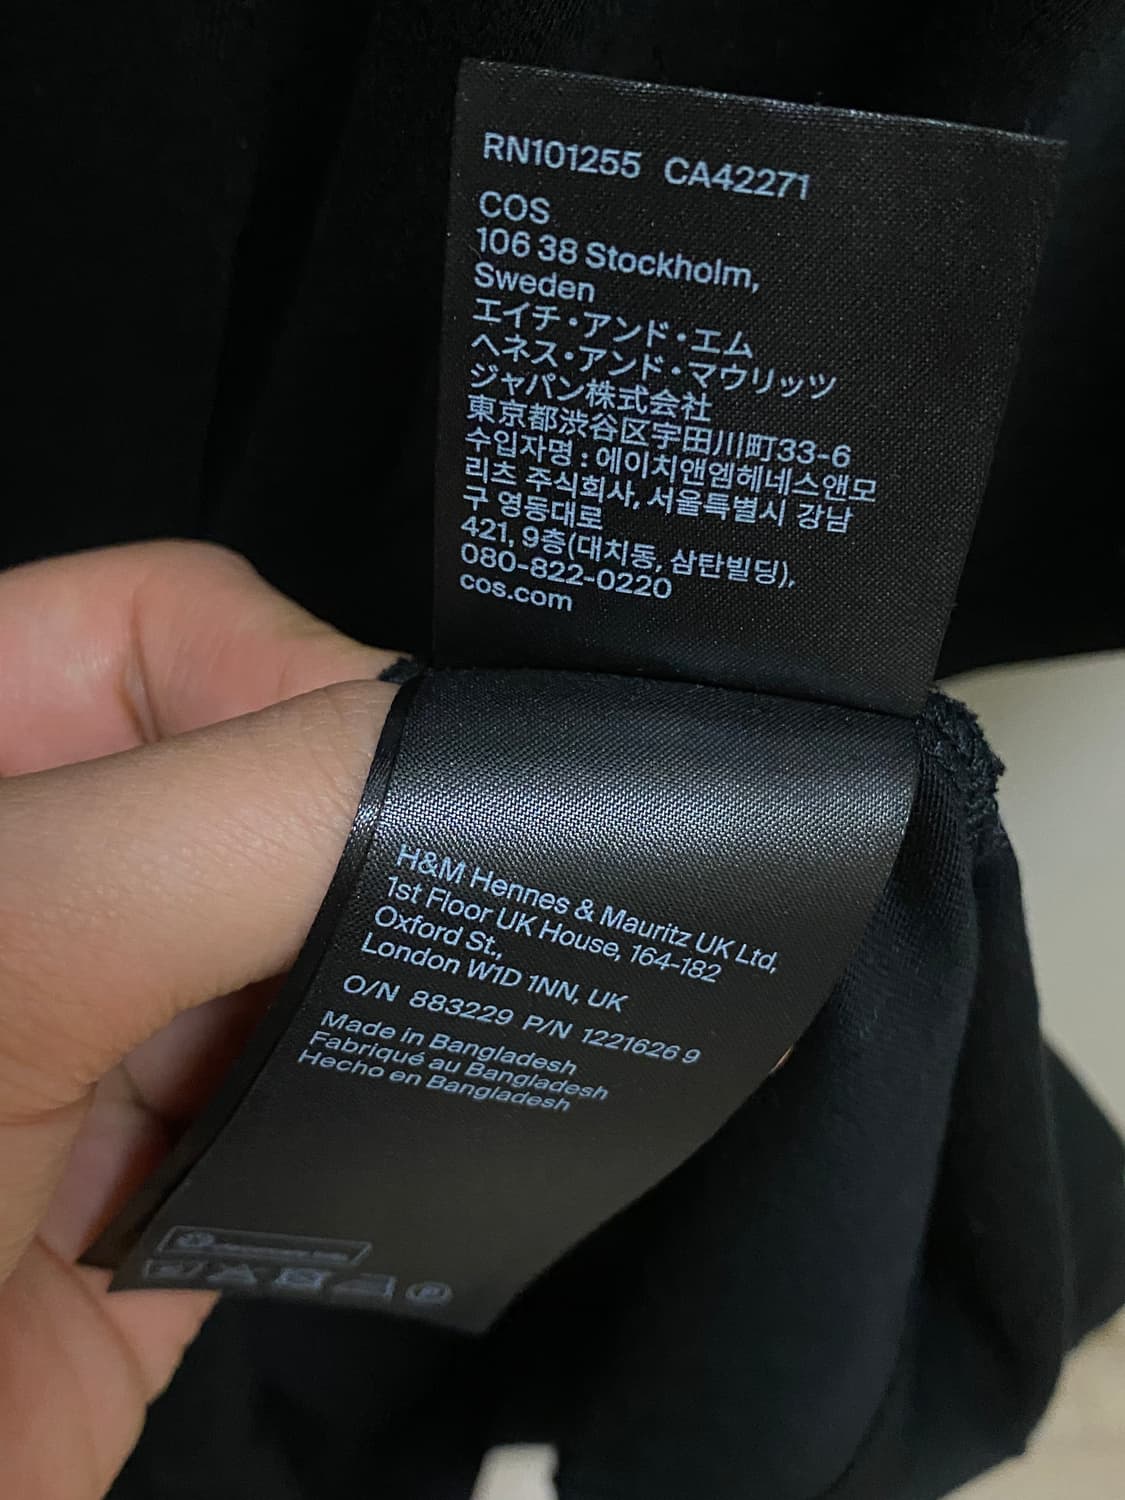 RN101255 CA42271
COS
106 38 Stockholm,
Sweden
エイチ・アンド・エム
ヘネス・アンド・マウリッツ
ジャパン株式会社
東京都渋谷区宇田川町33-6
수입자명 : 에이치앤엠헤네스앤모
리츠 주식회사, 서울특별시 강남
구 영동대로
421, 9층(대치동, 삼탄빌딩),
080-822-0220
cos.com
H&M Hennes & Mauritz UK Ltd,
1st Floor UK House, 164-182
Oxford St.,
London W1D 1NN, UK
O/N 883229 P/N 1221626 9
Made in Bangladesh
Fabriqué au Bangladesh
Hecho en Bangladesh